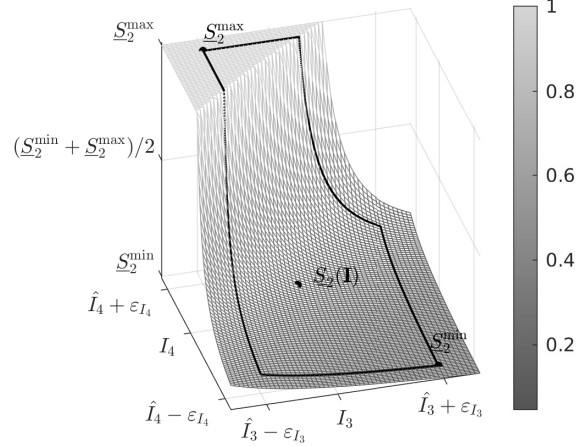 S̲₂^max
S̲₂^max
(S̲₂^min + S̲₂^max)/2
S̲₂^min
S̲₂(𝐈)
S̲₂^min
Î₄ + ε_{I₄}
I₄
Î₄ − ε_{I₄}
Î₃ − ε_{I₃}
I₃
Î₃ + ε_{I₃}
1
0.8
0.6
0.4
0.2